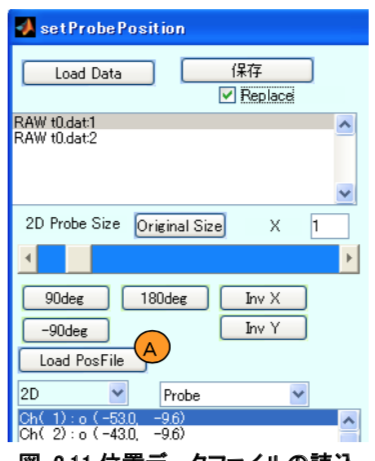 setProbePosition
Load Data 保存
Replace
RAW t0.dat:1
RAW t0.dat:2
2D Probe Size Original Size X 1
90deg 180deg Inv X
-90deg Inv Y
Load PosFile A
2D Probe
Ch( 1) : o ( -53.0, -9.6)
Ch( 2) : o ( -43.0, -9.6)
図 2.11 位置データファイルの読込